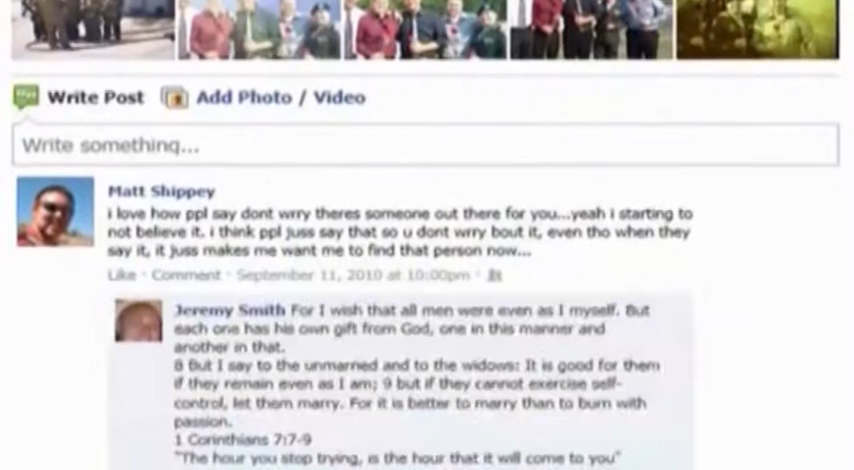 Write Post Add Photo / Video
Write something...
Matt Shippey
i love how ppl say dont wrry theres someone out there for you...yeah i starting to
not believe it. i think ppl juss say that so u dont wrry bout it, even tho when they
say it, it juss makes me want me to find that person now...
Like · Comment · September 11, 2010 at 10:00pm ·
Jeremy Smith For I wish that all men were even as I myself. But
each one has his own gift from God, one in this manner and
another in that.
8 But I say to the unmarried and to the widows: It is good for them
if they remain even as I am; 9 but if they cannot exercise self-
control, let them marry. For it is better to marry than to burn with
passion.
1 Corinthians 7:7-9
"The hour you stop trying, is the hour that it will come to you"